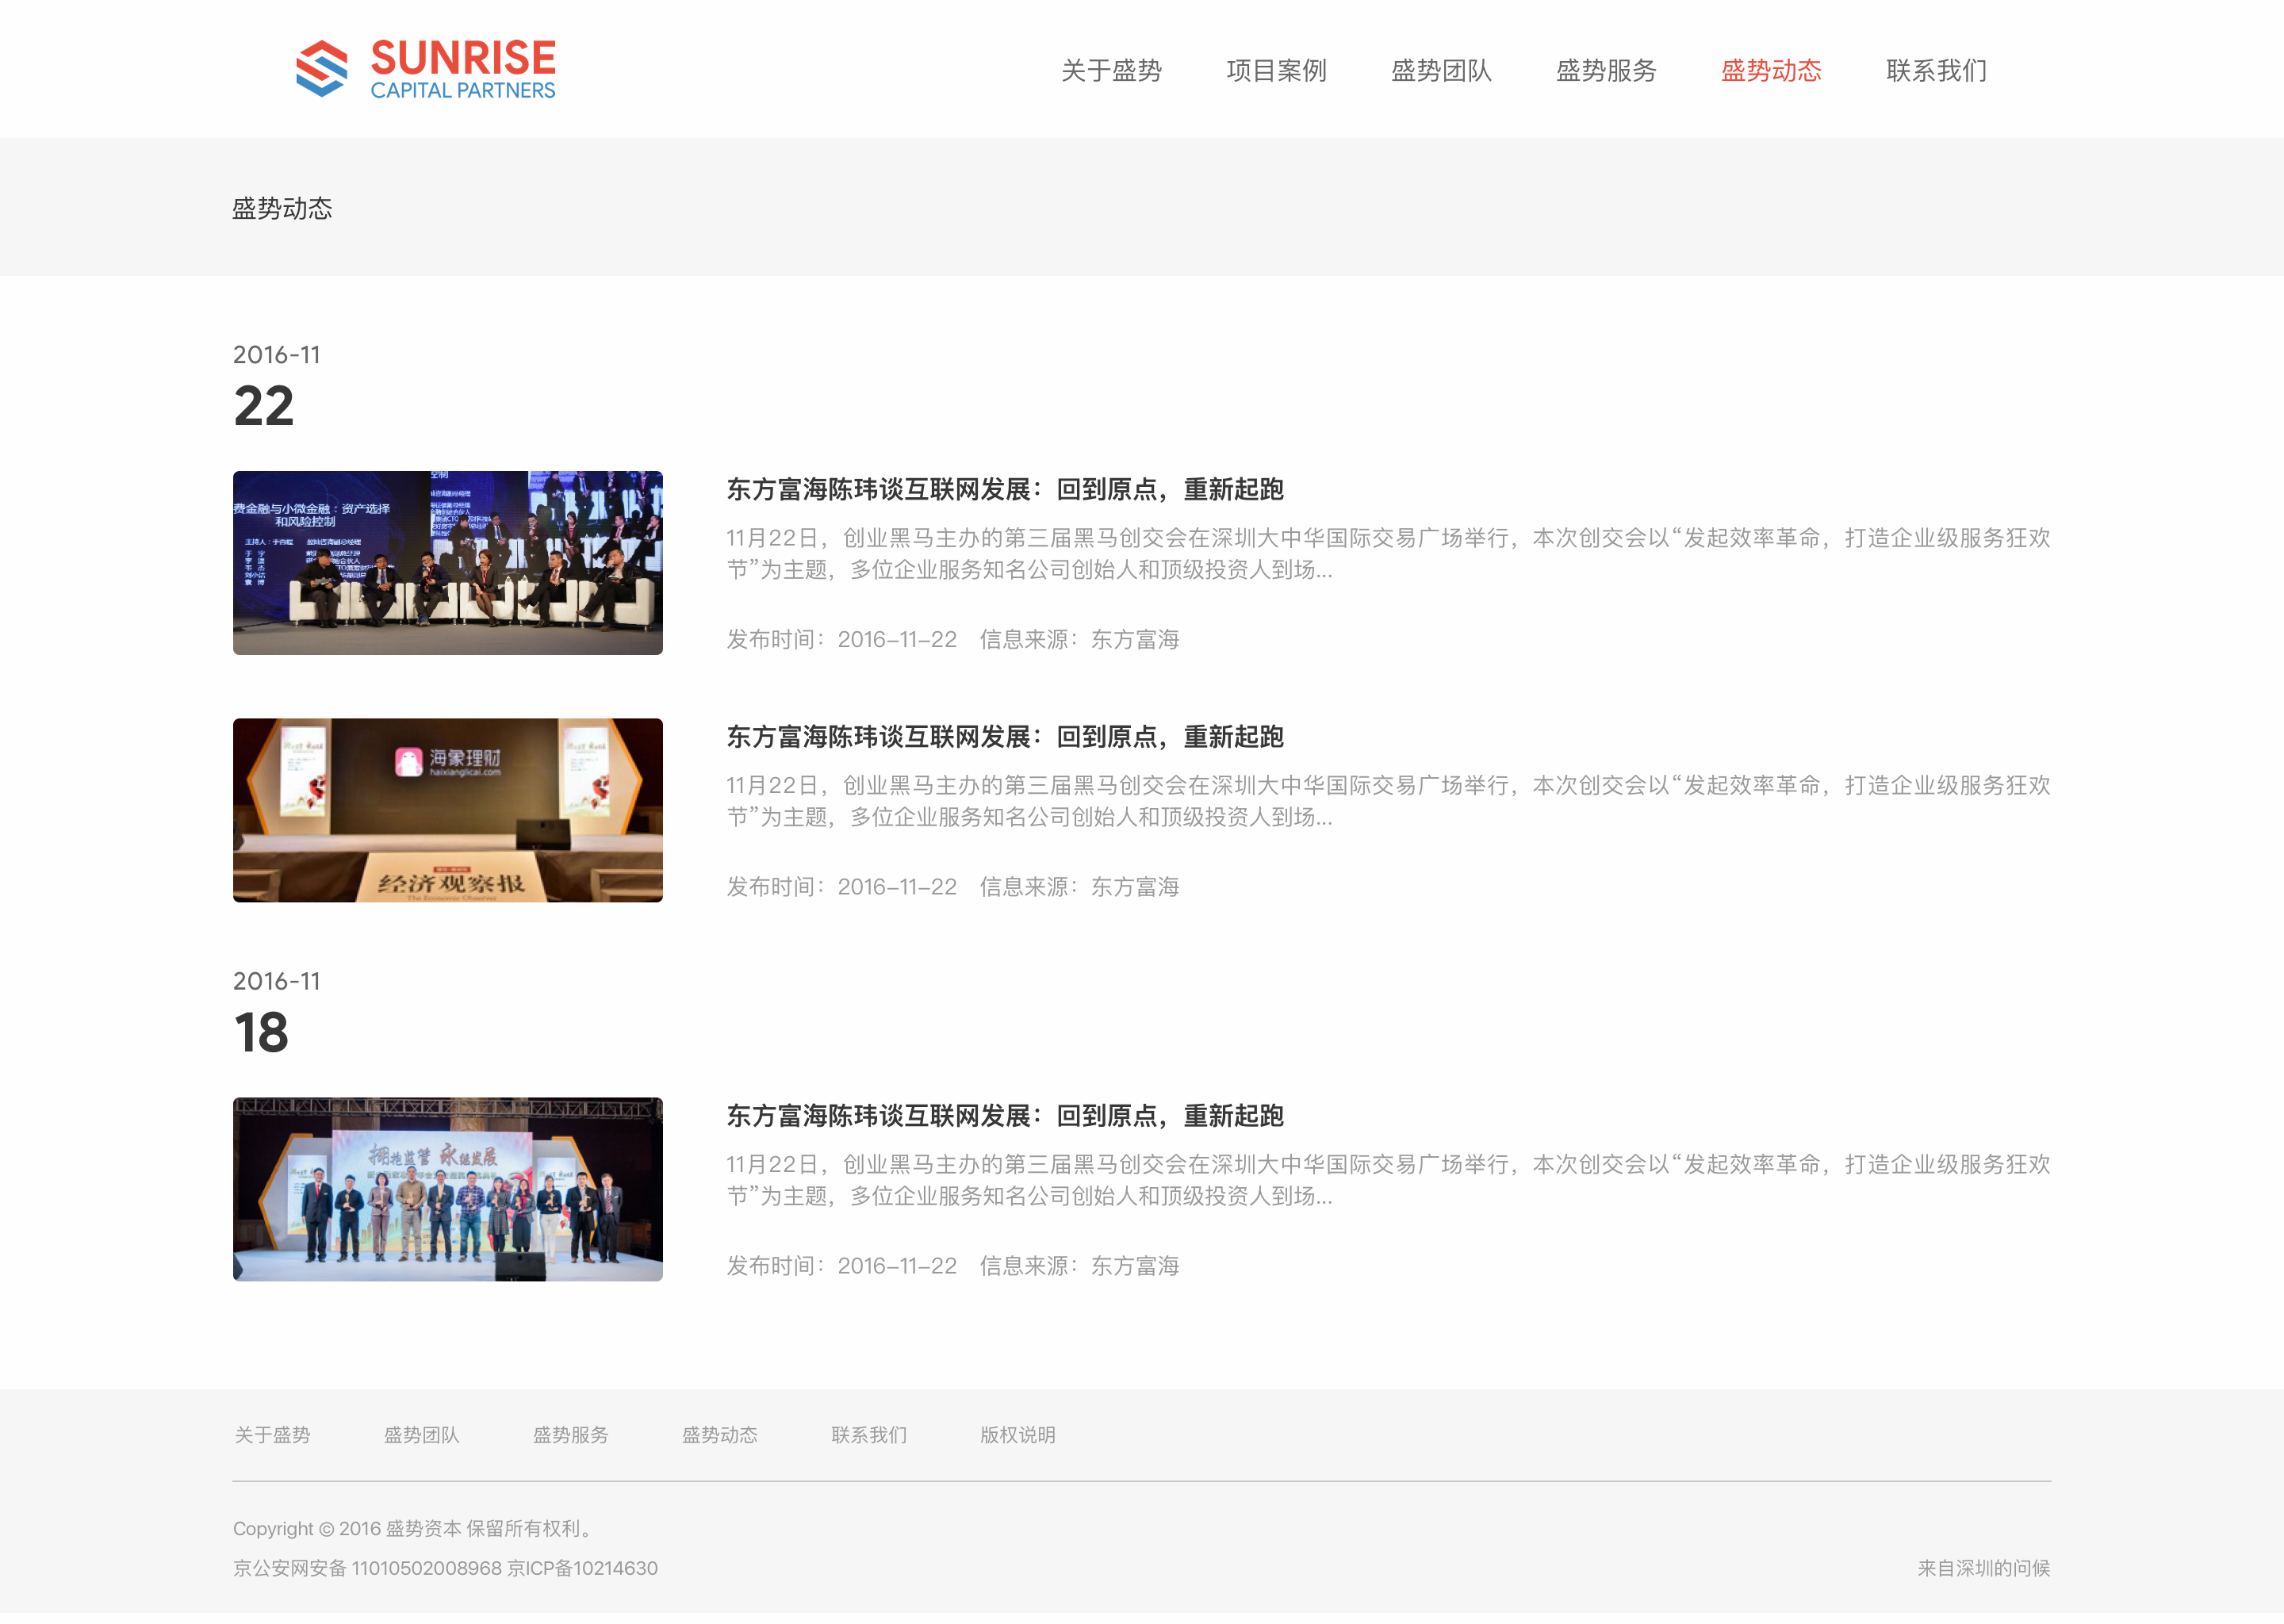 SUNRISE
CAPITAL PARTNERS
关于盛势 项目案例 盛势团队 盛势服务 盛势动态 联系我们
盛势动态
2016-11
22
费金融与小微金融：资产选择
和风险控制
东方富海陈玮谈互联网发展：回到原点，重新起跑
11月22日，创业黑马主办的第三届黑马创交会在深圳大中华国际交易广场举行，本次创交会以“发起效率革命，打造企业级服务狂欢
节”为主题，多位企业服务知名公司创始人和顶级投资人到场...
发布时间：2016–11–22 信息来源：东方富海
海象理财
haixianglicai.com
经济观察报
The Economic Observer
东方富海陈玮谈互联网发展：回到原点，重新起跑
11月22日，创业黑马主办的第三届黑马创交会在深圳大中华国际交易广场举行，本次创交会以“发起效率革命，打造企业级服务狂欢
节”为主题，多位企业服务知名公司创始人和顶级投资人到场...
发布时间：2016–11–22 信息来源：东方富海
2016-11
18
拥抱监管 永续发展
东方富海陈玮谈互联网发展：回到原点，重新起跑
11月22日，创业黑马主办的第三届黑马创交会在深圳大中华国际交易广场举行，本次创交会以“发起效率革命，打造企业级服务狂欢
节”为主题，多位企业服务知名公司创始人和顶级投资人到场...
发布时间：2016–11–22 信息来源：东方富海
关于盛势 盛势团队 盛势服务 盛势动态 联系我们 版权说明
Copyright © 2016 盛势资本 保留所有权利。
京公安网安备 11010502008968 京ICP备10214630
来自深圳的问候